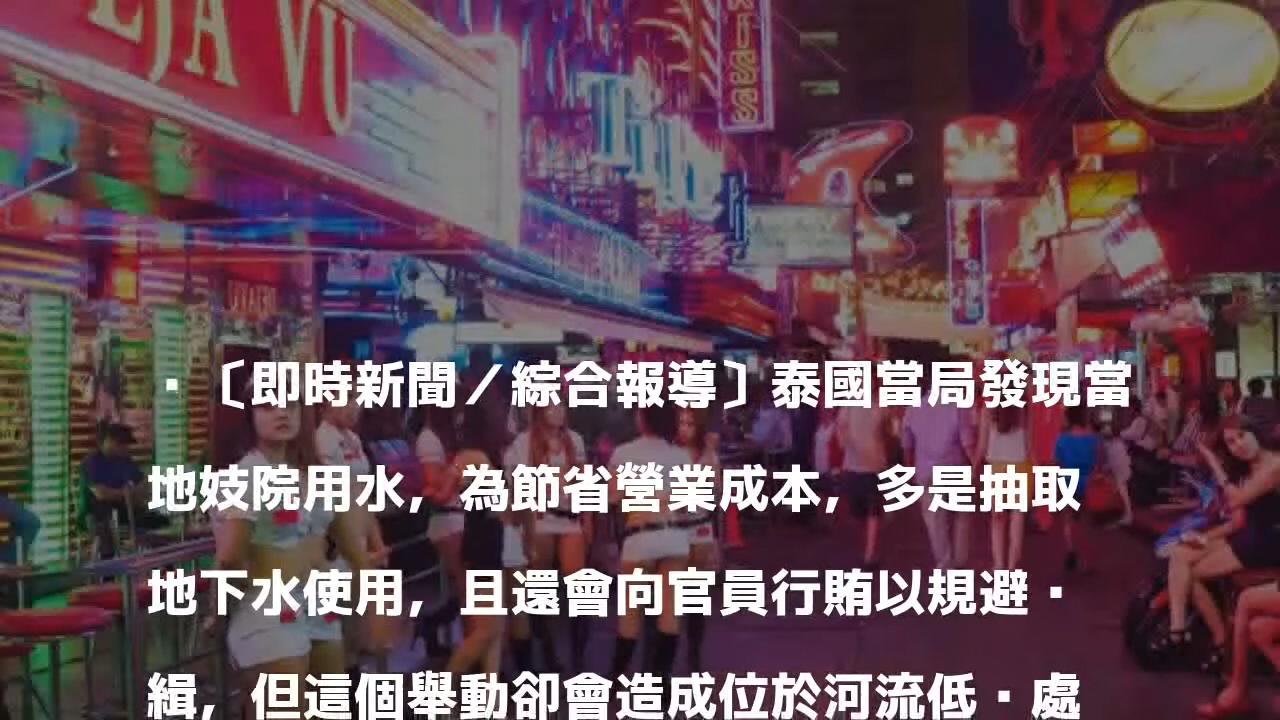 DEJA VU
▪〔即時新聞／綜合報導〕泰國當局發現當
地妓院用水，為節省營業成本，多是抽取
地下水使用，且還會向官員行賄以規避▪
緝，但這個舉動卻會造成位於河流低▪處